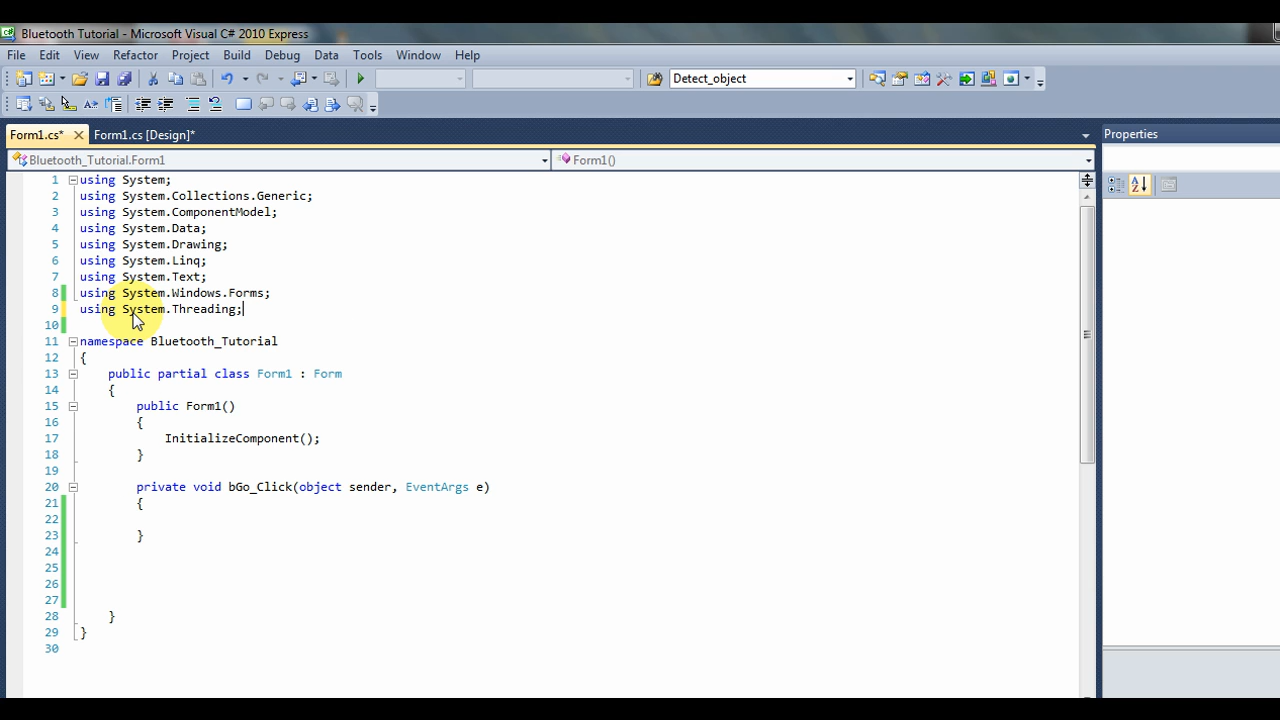 Bluetooth Tutorial - Microsoft Visual C# 2010 Express
File Edit View Refactor Project Build Debug Data Tools Window Help
Detect_object
Form1.cs* Form1.cs [Design]* Properties
Bluetooth_Tutorial.Form1 Form1()
1 using System;
2 using System.Collections.Generic;
3 using System.ComponentModel;
4 using System.Data;
5 using System.Drawing;
6 using System.Linq;
7 using System.Text;
8 using System.Windows.Forms;
9 using System.Threading;
10
11 namespace Bluetooth_Tutorial
12 {
13 public partial class Form1 : Form
14 {
15 public Form1()
16 {
17 InitializeComponent();
18 }
19
20 private void bGo_Click(object sender, EventArgs e)
21 {
22
23 }
24
25
26
27
28 }
29 }
30